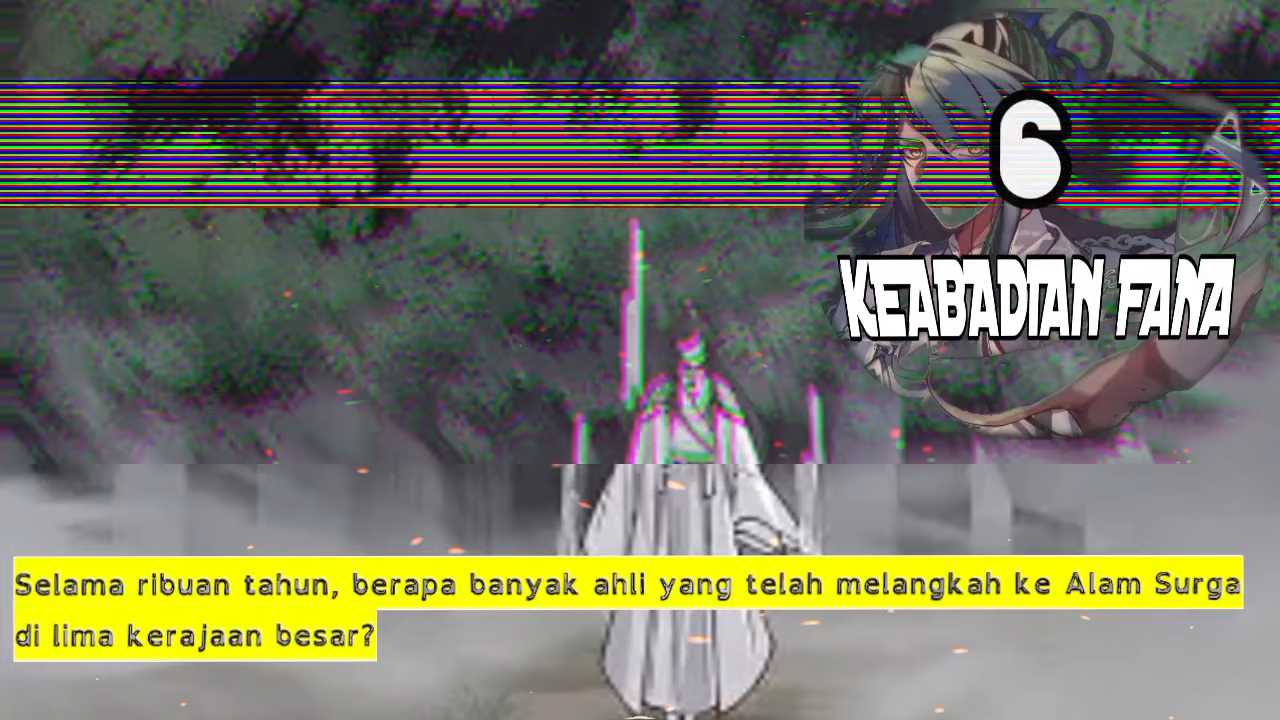 6
KEABADIAN FANA
Selama ribuan tahun, berapa banyak ahli yang telah melangkah ke Alam Surga
di lima kerajaan besar?